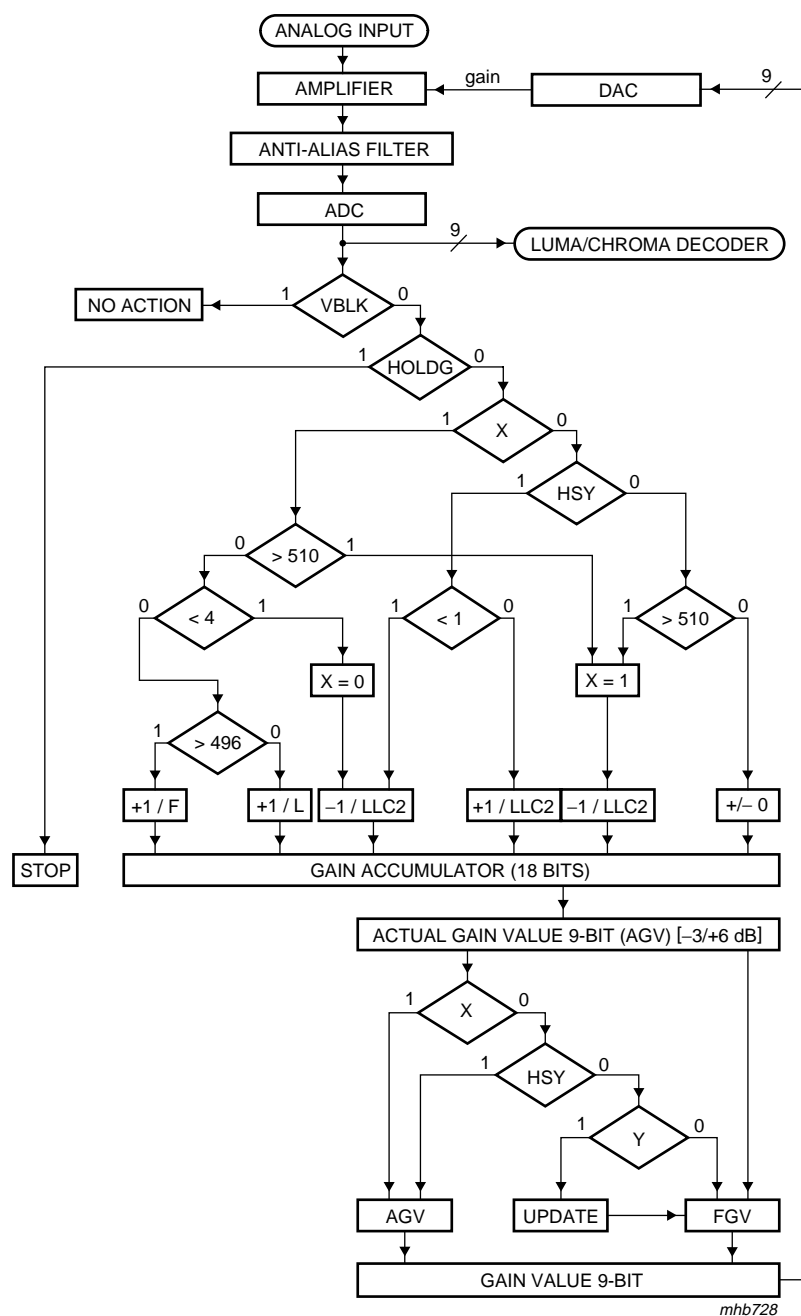 ANALOG INPUT
AMPLIFIER
gain
DAC
9
ANTI-ALIAS FILTER
ADC
9
LUMA/CHROMA DECODER
NO ACTION
1
VBLK
0
1
HOLDG
0
1
X
0
1
HSY
0
0
> 510
1
0
< 4
1
1
< 1
0
1
> 510
0
X = 0
X = 1
1
> 496
0
+1 / F
+1 / L
−1 / LLC2
+1 / LLC2
−1 / LLC2
+/− 0
STOP
GAIN ACCUMULATOR (18 BITS)
ACTUAL GAIN VALUE 9-BIT (AGV) [−3/+6 dB]
1
X
0
1
HSY
0
1
Y
0
AGV
UPDATE
FGV
GAIN VALUE 9-BIT
mhb728